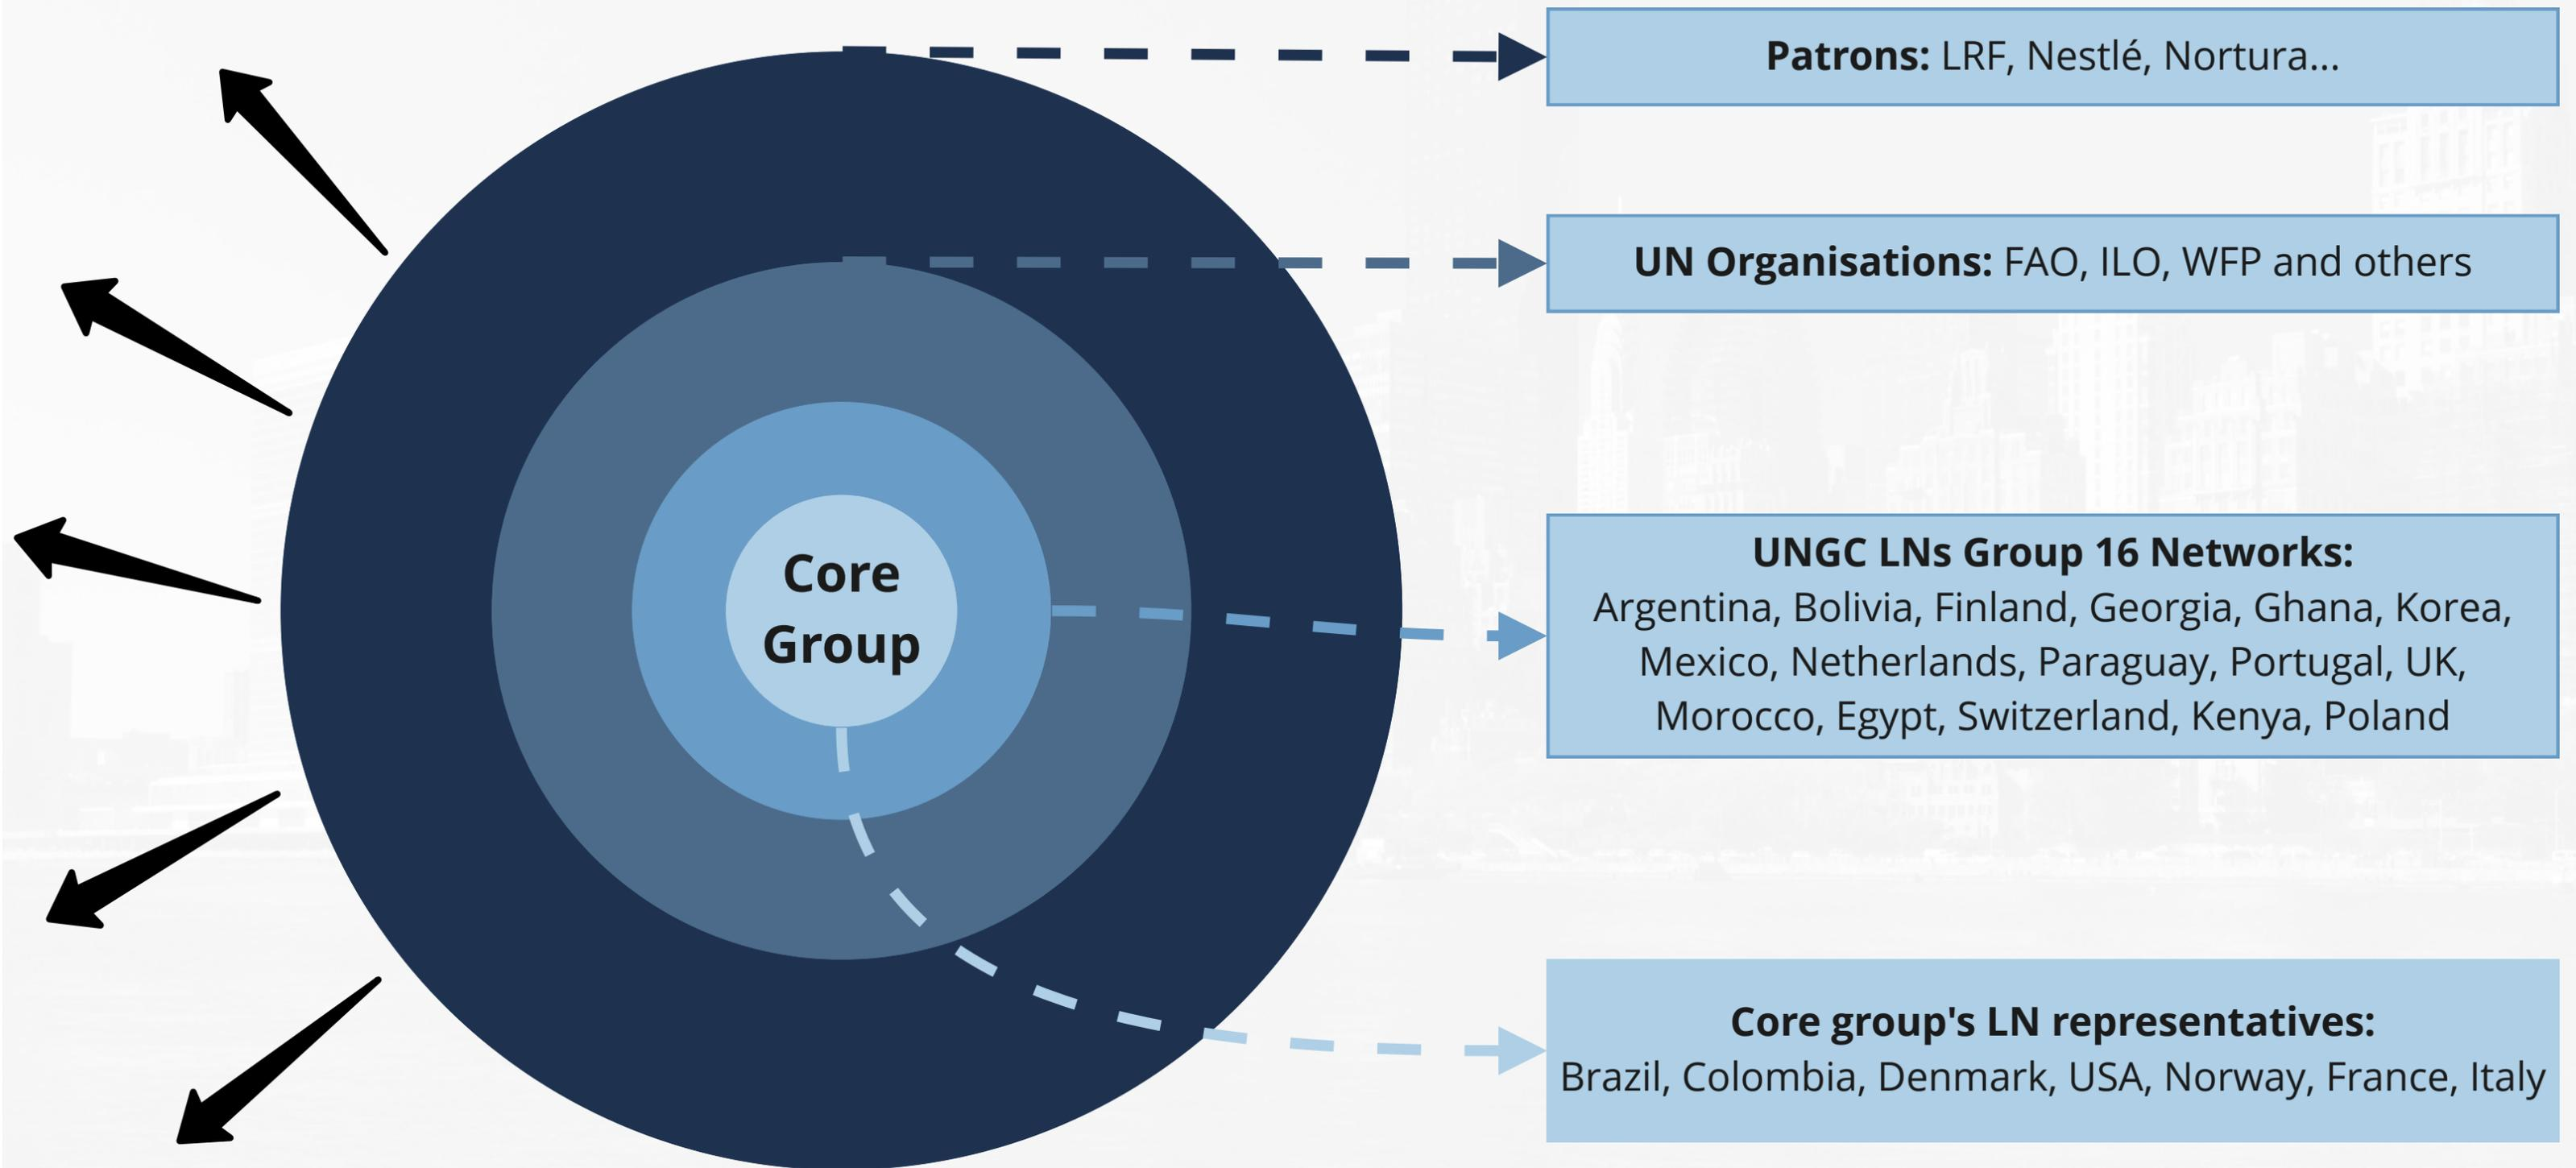 Patrons: LRF, Nestlé, Nortura...
UN Organisations: FAO, ILO, WFP and others
Core
Group
UNGC LNs Group 16 Networks:
Argentina, Bolivia, Finland, Georgia, Ghana, Korea,
Mexico, Netherlands, Paraguay, Portugal, UK,
Morocco, Egypt, Switzerland, Kenya, Poland
Core group's LN representatives:
Brazil, Colombia, Denmark, USA, Norway, France, Italy